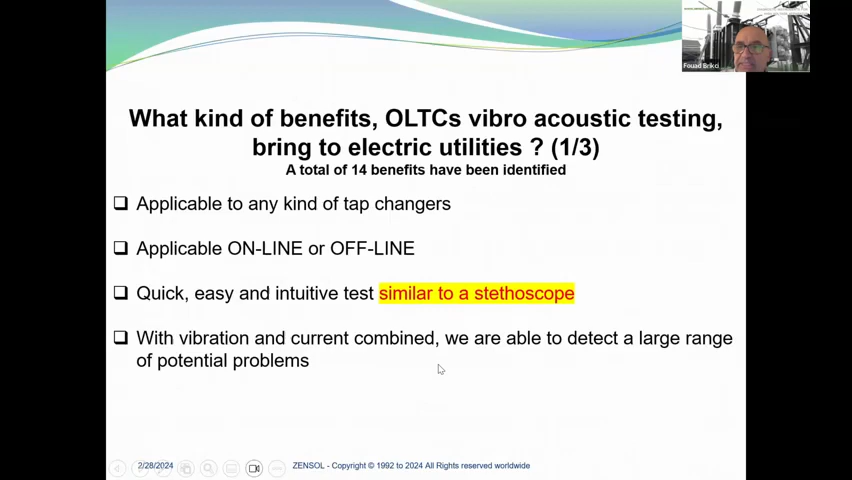 Fouad Brikci
What kind of benefits, OLTCs vibro acoustic testing,
bring to electric utilities ? (1/3)
A total of 14 benefits have been identified
Applicable to any kind of tap changers
Applicable ON-LINE or OFF-LINE
Quick, easy and intuitive test similar to a stethoscope
With vibration and current combined, we are able to detect a large range
of potential problems
2/28/2024
ZENSOL - Copyright © 1992 to 2024 All Rights reserved worldwide